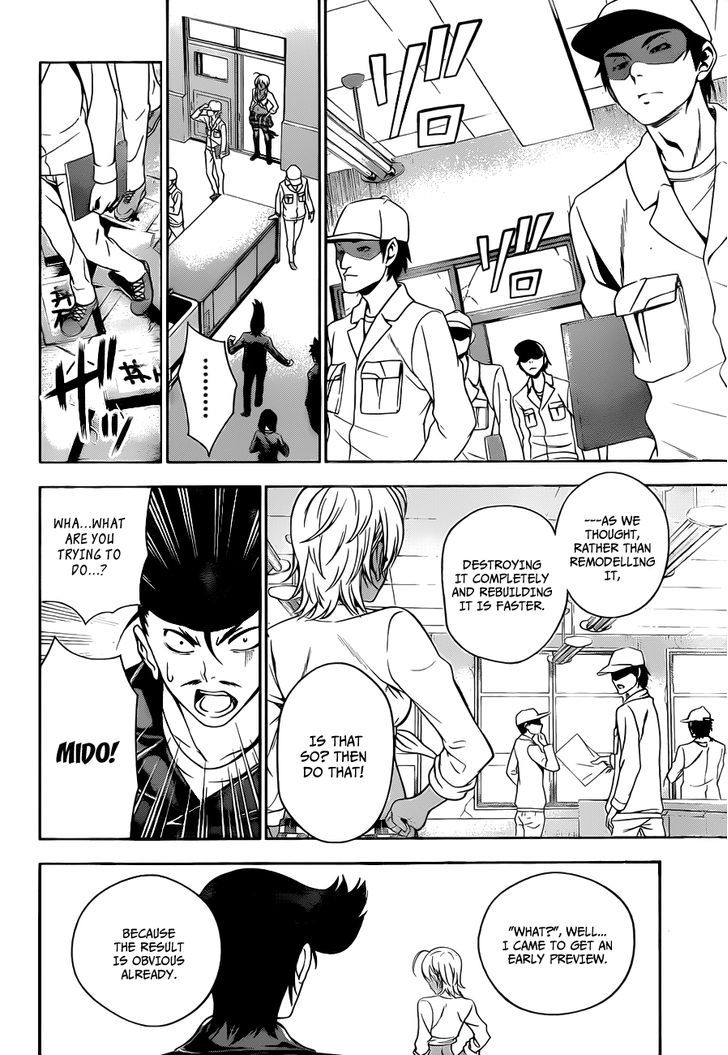 ゾロ
ゾロ
......
ザッ
WHA...WHAT
ARE YOU
TRYING TO
DO...?
MIDO!
---AS WE
THOUGHT,
RATHER THAN
REMODELLING
IT,
DESTROYING
IT COMPLETELY
AND REBUILDING
IT IS FASTER.
IS THAT
SO? THEN
DO THAT!
"WHAT?", WELL...
I CAME TO GET AN
EARLY PREVIEW.
BECAUSE
THE RESULT
IS OBVIOUS
ALREADY.